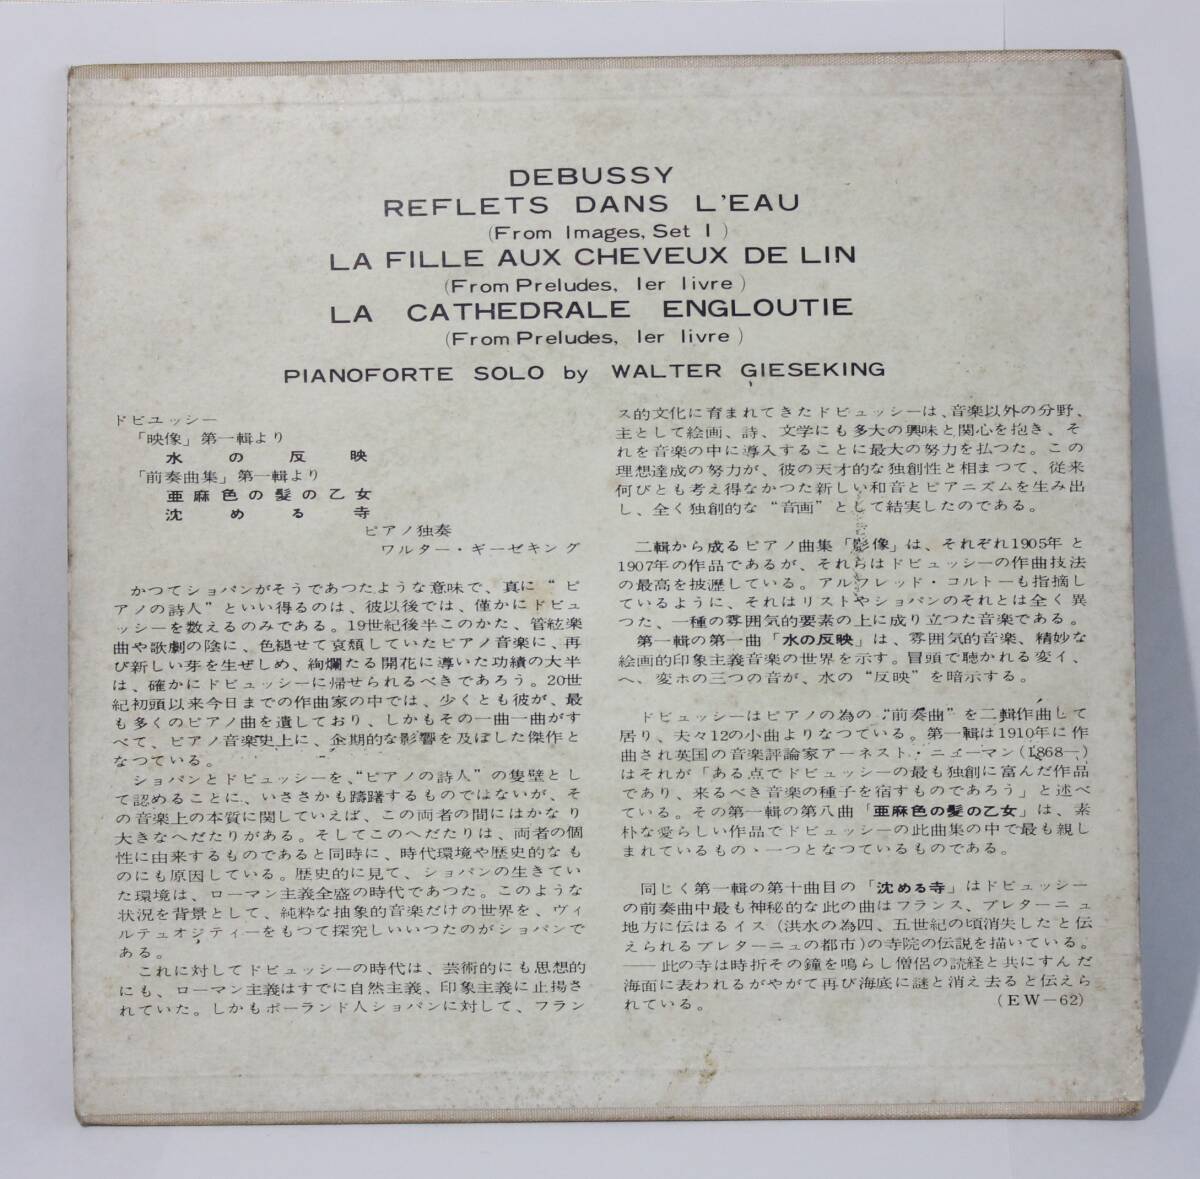 DEBUSSY
REFLETS DANS L'EAU
(From Images, Set I)
LA FILLE AUX CHEVEUX DE LIN
(From Preludes, Ier livre)
LA CATHEDRALE ENGLOUTIE
(From Preludes, Ier livre)
PIANOFORTE SOLO by WALTER GIESEKING
ドビュッシー
「映像」第一輯より
水の反映
「前奏曲集」第一輯より
亜麻色の髪の乙女
沈める寺
ピアノ独奏
ワルター・ギーゼキング
かつてショパンがそうであつたような意味で、真に“ピ
アノの詩人”といい得るのは、彼以後では、僅かにドビュ
ッシーを数えるのみである。19世紀後半このかた、管絃楽
曲や歌劇の陰に、色褪せて哀頽していたピアノ音楽に、再
び新しい芽を生ぜしめ、絢爛たる開花に導いた功績の大半
は、確かにドビュッシーに帰せられるべきであろう。20世
紀初頭以来今日までの作曲家の中では、少くとも彼が、最
も多くのピアノ曲を遺しており、しかもその一曲一曲がす
べて、ピアノ音楽史上に、企期的な影響を及ぼした傑作と
なつている。
ショパンとドビュッシーを、“ピアノの詩人”の隻壁とし
て認めることに、いささかも躊躇するものではないが、そ
の音楽上の本質に関していえば、この両者の間にはかなり
大きなへだたりがある。そしてこのへだたりは、両者の個
性に由来するものであると同時に、時代環境や歴史的なも
のにも原因している。歴史的に見て、ショパンの生きてい
た環境は、ローマン主義全盛の時代であつた。このような
状況を背景として、純粋な抽象的音楽だけの世界を、ヴィ
ルテュオジティーをもつて探究しいいつたのがショパンで
ある。
これに対してドビュッシーの時代は、芸術的にも思想的
にも、ローマン主義はすでに自然主義、印象主義に止揚さ
れていた。しかもポーランド人ショパンに対して、フラン
ス的文化に育まれてきたドビュッシーは、音楽以外の分野、
主として絵画、詩、文学にも多大の興味と関心を抱き、そ
れを音楽の中に導入することに最大の努力を払つた。この
理想達成の努力が、彼の天才的な独創性と相まつて、従来
何びとも考え得なかつた新しい和音とピアニズムを生み出
し、全く独創的な“音画”として結実したのである。
二輯から成るピアノ曲集「影像」は、それぞれ1905年と
1907年の作品であるが、それらはドビュッシーの作曲技法
の最高を披瀝している。アルフレッド・コルトーも指摘し
ているように、それはリストやショパンのそれとは全く異
つた、一種の雰囲気的要素の上に成り立つた音楽である。
第一輯の第一曲「水の反映」は、雰囲気的音楽、精妙な
絵画的印象主義音楽の世界を示す。冒頭で聴かれる変イ、
ヘ、変ホの三つの音が、水の“反映”を暗示する。
ドビュッシーはピアノの為の“前奏曲”を二輯作曲して
居り、夫々12の小曲よりなつている。第一輯は1910年に作
曲され英国の音楽評論家アーネスト・ニューマン(1868―)
はそれが「ある点でドビュッシーの最も独創に富んだ作品
であり、来るべき音楽の種子を宿すものであろう」と述べ
ている。その第一輯の第八曲「亜麻色の髪の乙女」は、素
朴な愛らしい作品でドビュッシーの此曲集の中で最も親し
まれているもの・一つとなつているものである。
同じく第一輯の第十曲目の「沈める寺」はドビュッシー
の前奏曲中最も神秘的な此の曲はフランス、ブレターニュ
地方に伝はるイス(洪水の為四、五世紀の頃消失したと伝
えられるブレターニュの都市)の寺院の伝説を描いている。
――此の寺は時折その鐘を鳴らし僧侶の読経と共にすんだ
海面に表われるがやがて再び海底に謎と消え去ると伝えら
れている。 (EW―62)